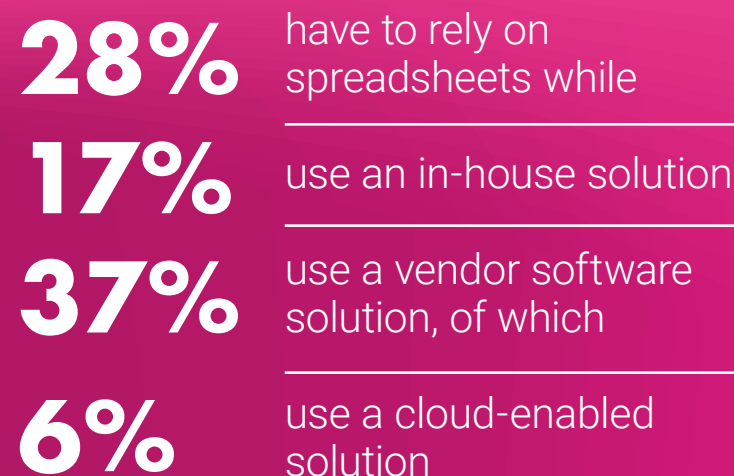 28% have to rely on
spreadsheets while
17% use an in-house solution
37% use a vendor software
solution, of which
6% use a cloud-enabled
solution